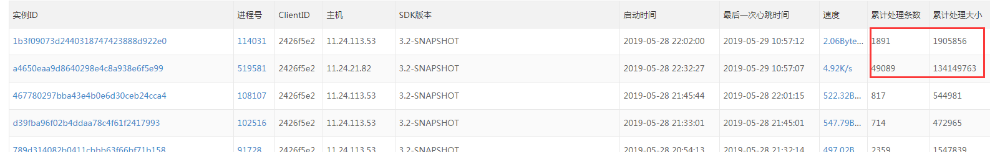 实例ID 进程号 ClientID 主机 SDK版本 启动时间 最后一次心跳时间 速度 累计处理条数 累计处理大小
1b3f09073d2440318747423888d922e0 114031 2426f5e2 11.24.113.53 3.2-SNAPSHOT 2019-05-28 22:02:00 2019-05-29 10:57:12 2.06Byte... 1891 1905856
a4650eaa9d8640298e4c8a938e6f5e99 519581 2426f5e2 11.24.21.82 3.2-SNAPSHOT 2019-05-28 22:32:27 2019-05-29 10:57:07 4.92K/s 49089 134149763
467780297bba43e4b0e6d30ceb24cca4 108107 2426f5e2 11.24.113.53 3.2-SNAPSHOT 2019-05-28 21:45:44 2019-05-28 22:01:15 522.32B... 817 544981
d39fba96f02b4ddaa78c4f61f2417993 102516 2426f5e2 11.24.113.53 3.2-SNAPSHOT 2019-05-28 21:33:01 2019-05-28 21:45:01 547.79B... 714 472965
789d314082b0411cbbb63f66bf71b158 91728 2426f5e2 11.24.113.53 3.2-SNAPSHOT 2019-05-28 20:54:13 2019-05-28 21:32:14 497.02B... 2359 1547839